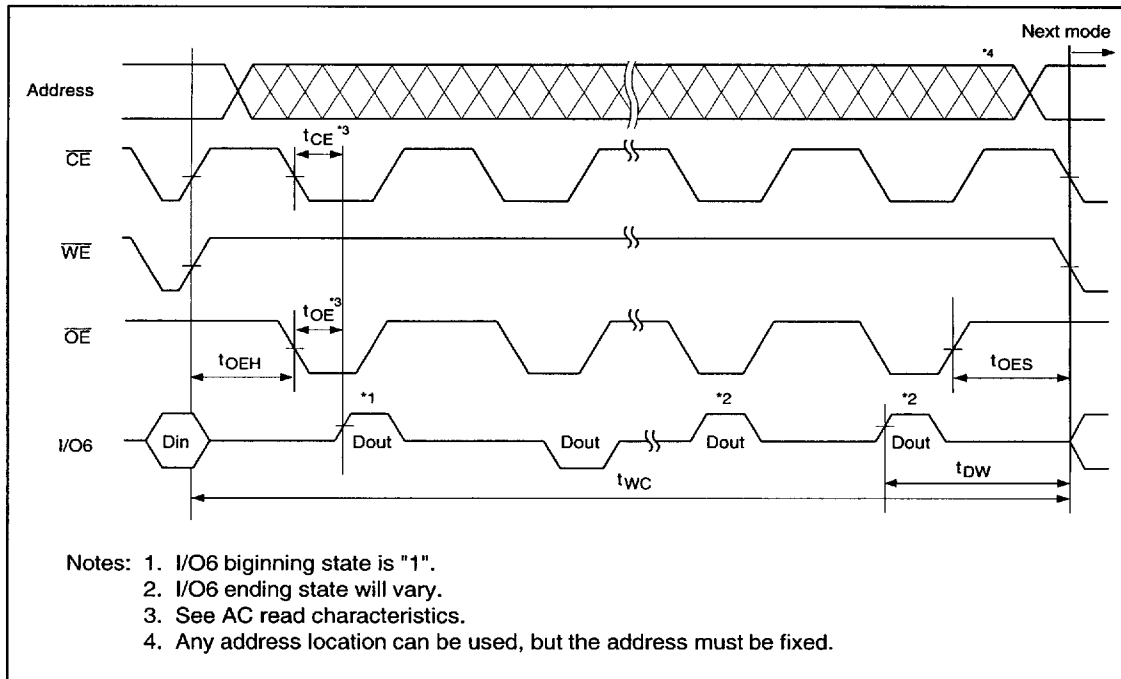 Next mode
*4
Address
tCE *3
CE
WE
tOE *3
OE
tOEH
tOES
*1
*2
*2
I/O6
Din
Dout
Dout
Dout
Dout
tWC
tDW
Notes: 1. I/O6 biginning state is "1".
2. I/O6 ending state will vary.
3. See AC read characteristics.
4. Any address location can be used, but the address must be fixed.